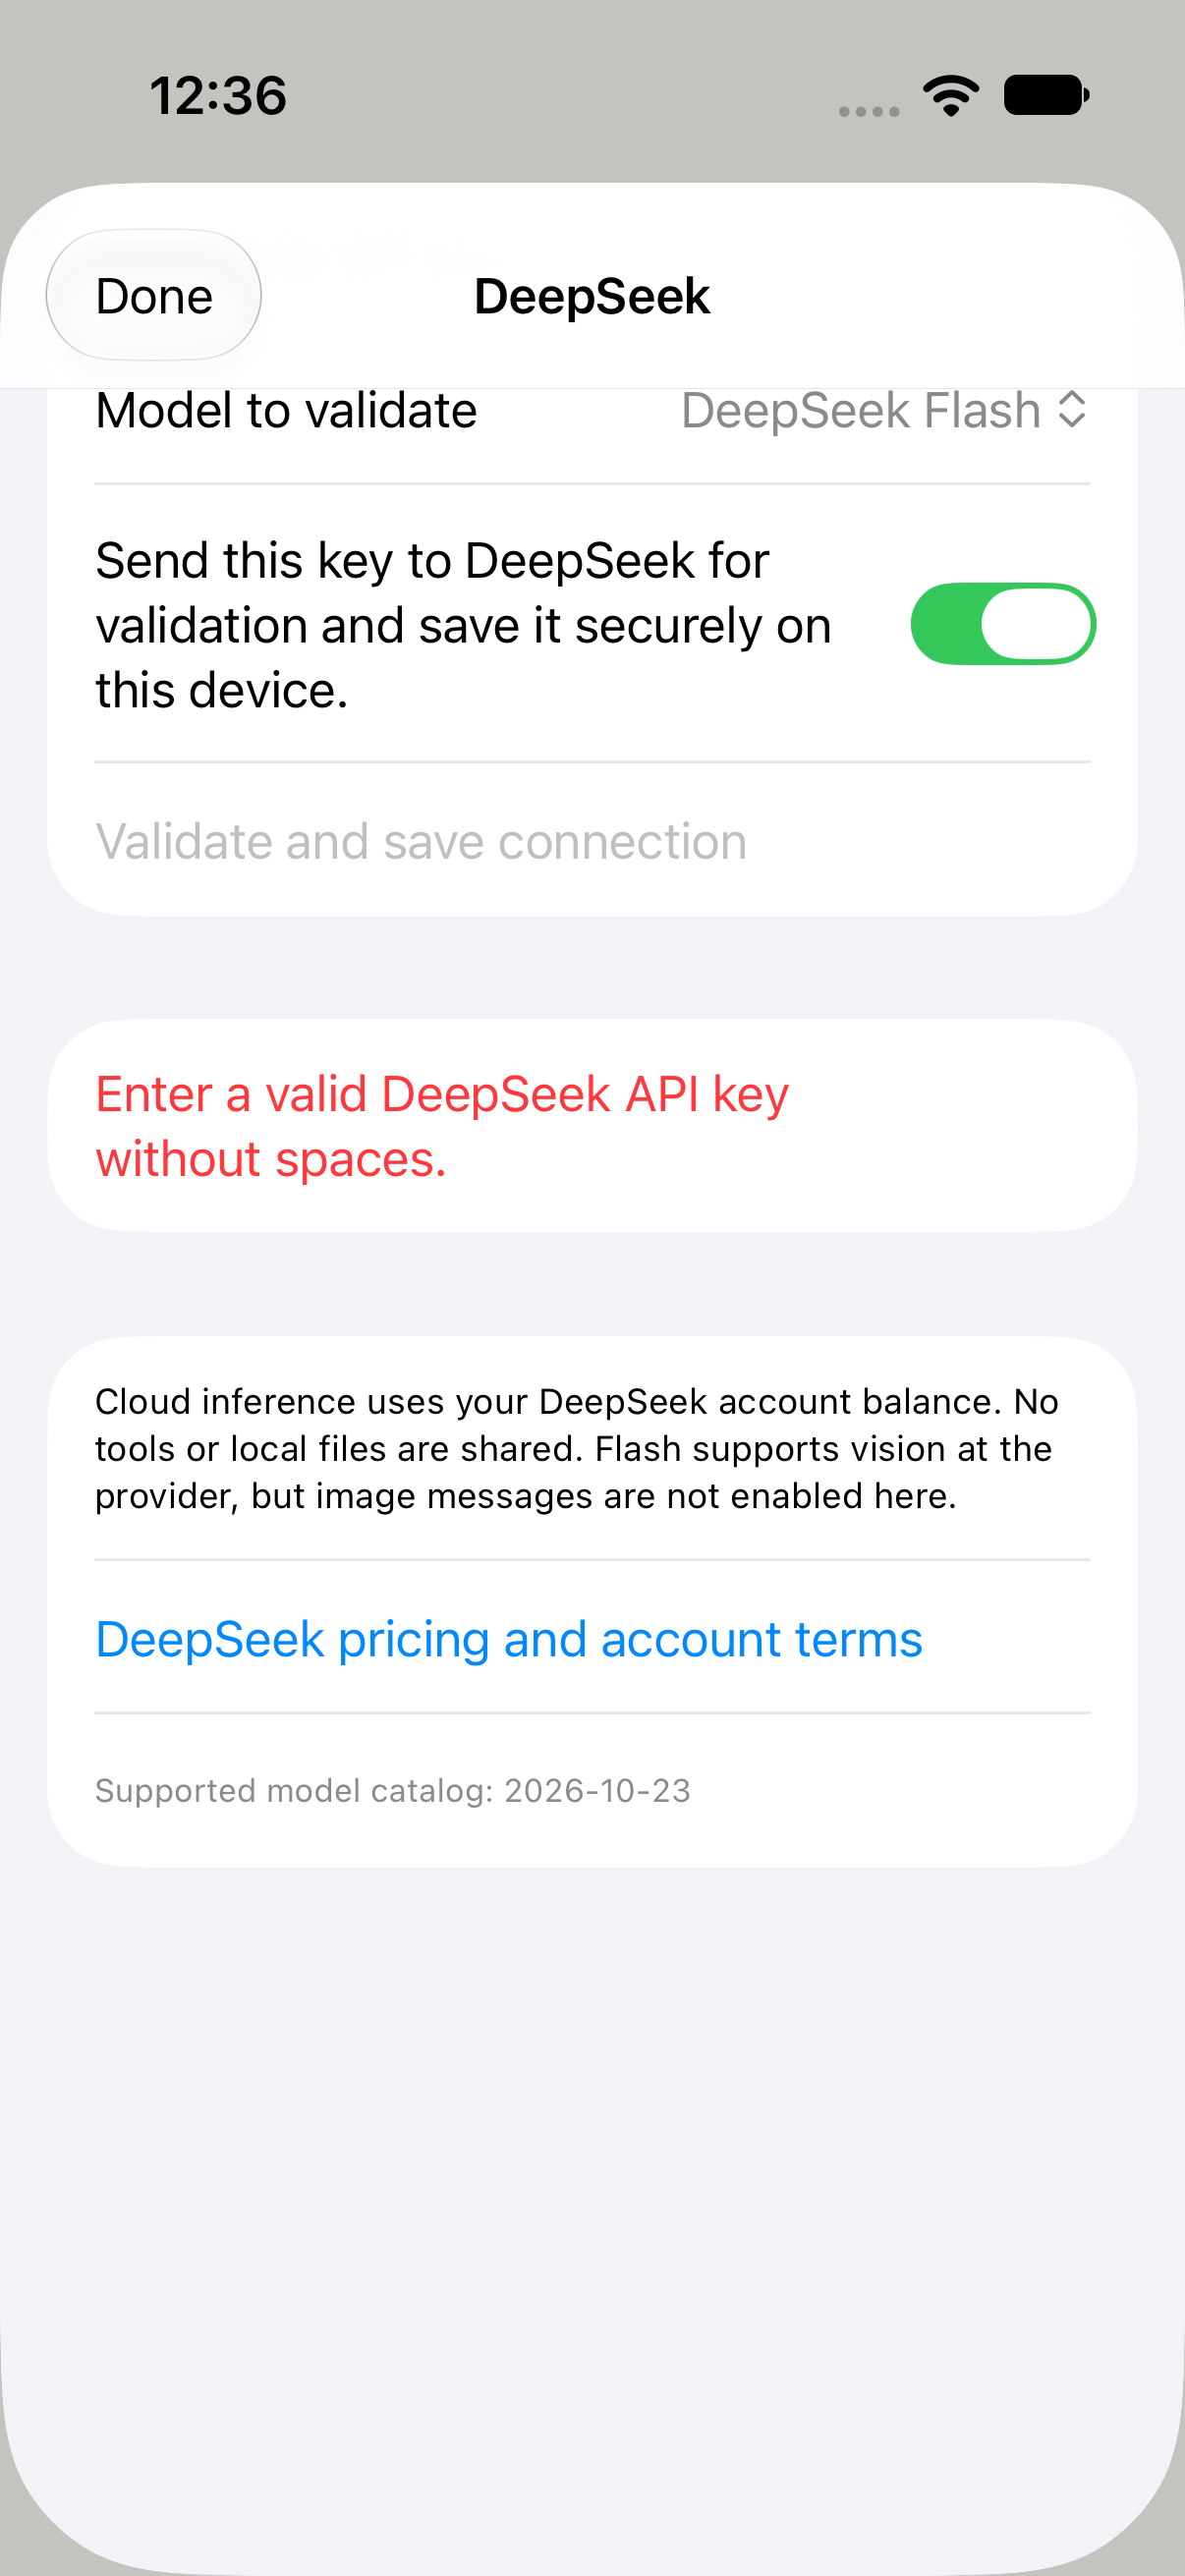 12:36
Done
DeepSeek
Model to validate
DeepSeek Flash
Send this key to DeepSeek for
validation and save it securely on
this device.
Validate and save connection
Enter a valid DeepSeek API key
without spaces.
Cloud inference uses your DeepSeek account balance. No
tools or local files are shared. Flash supports vision at the
provider, but image messages are not enabled here.
DeepSeek pricing and account terms
Supported model catalog: 2026-10-23